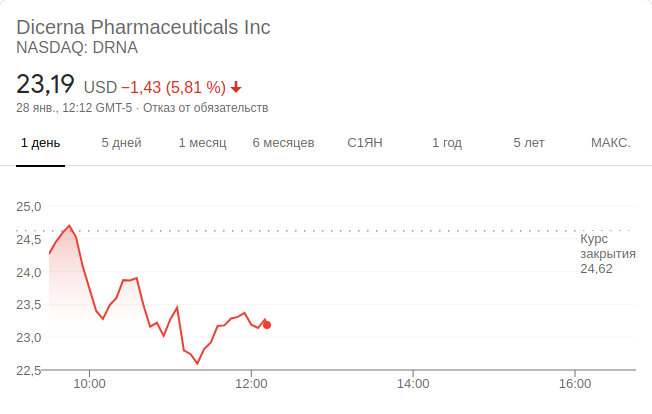 Dicerna Pharmaceuticals Inc
NASDAQ: DRNA
23,19 USD −1,43 (5,81 %)
28 янв., 12:12 GMT-5 · Отказ от обязательств
1 день 5 дней 1 месяц 6 месяцев С1ЯН 1 год 5 лет МАКС.
25,0
24,5
24,0
23,5
23,0
22,5
Курс
закрытия
24,62
10:00 12:00 14:00 16:00